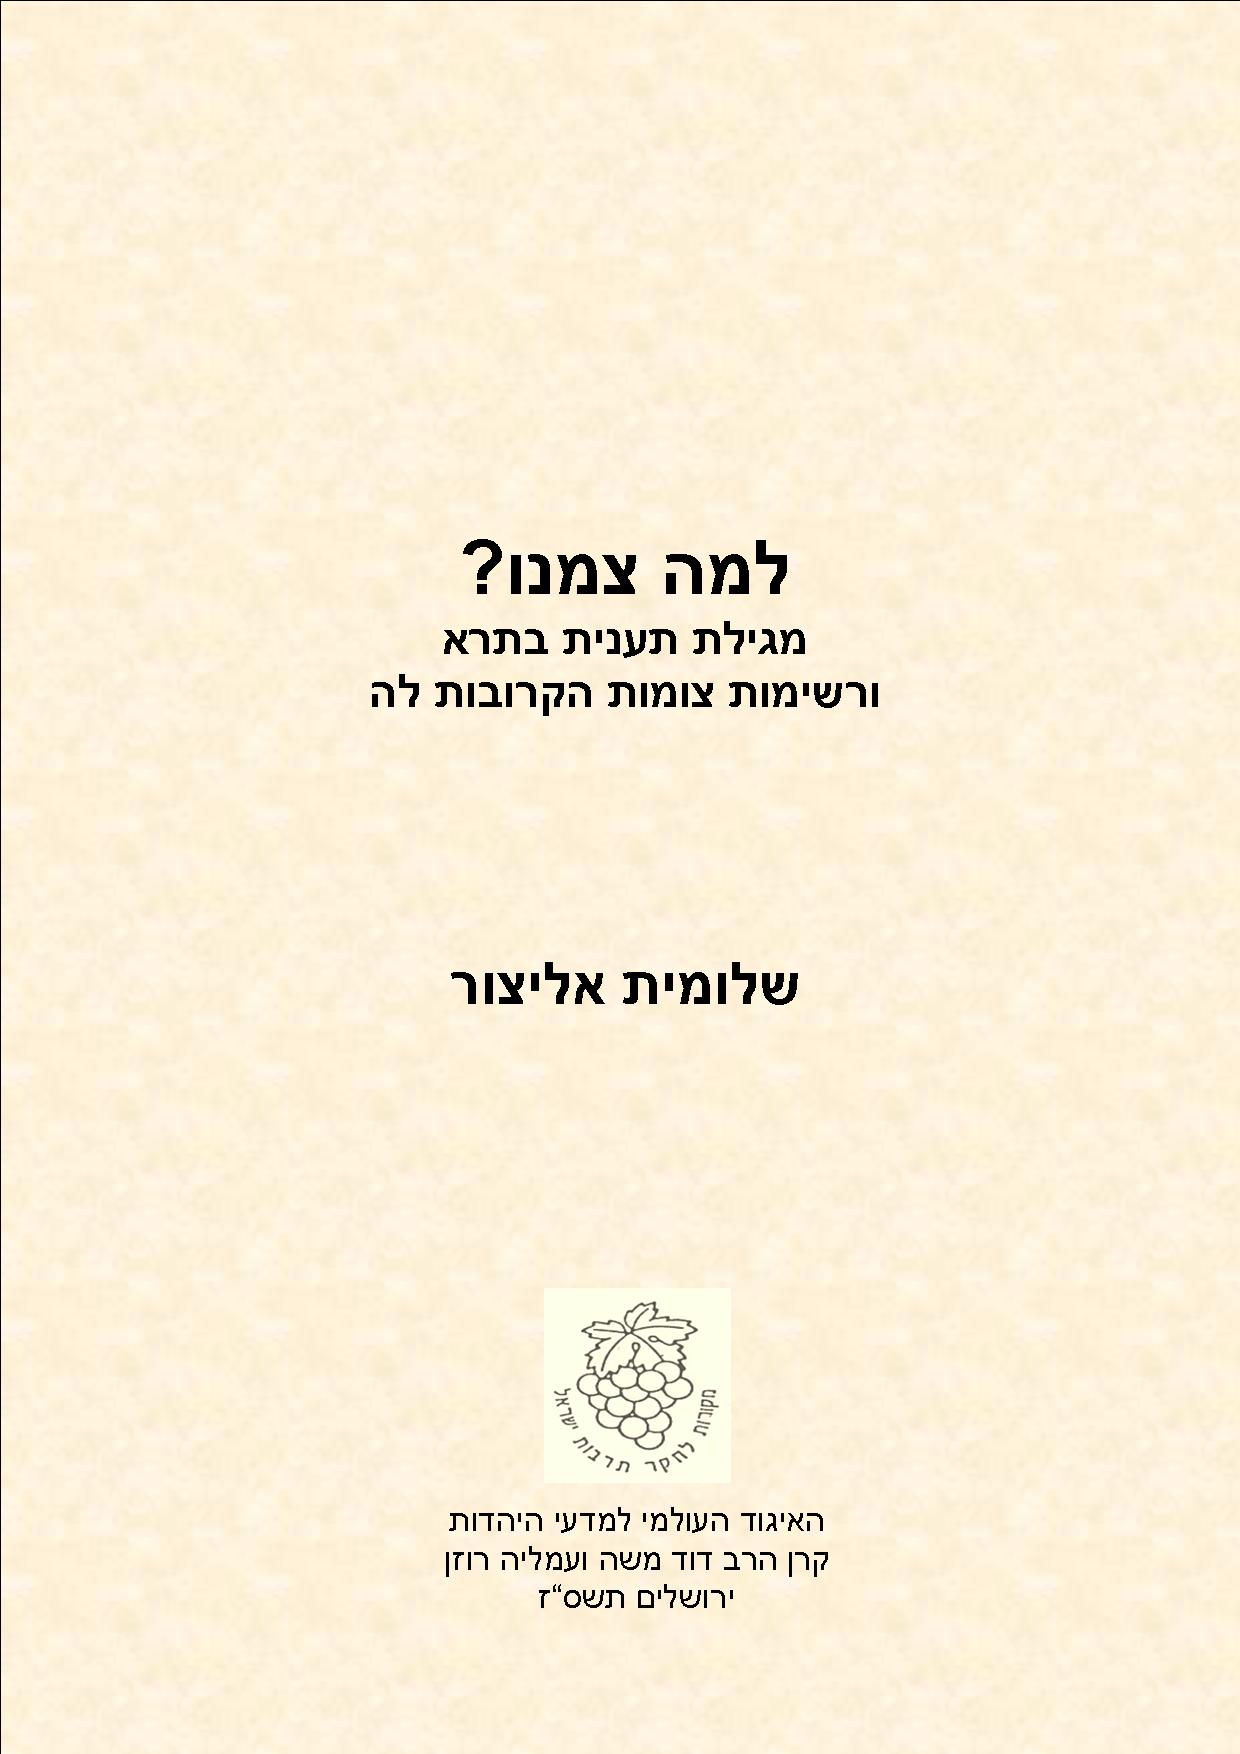 למה צמנו?
מגילת תענית בתרא
ורשימות צומות הקרובות לה
שלומית אליצור
מקורות לחקר תרבות ישראל
האיגוד העולמי למדעי היהדות
קרן הרב דוד משה ועמליה רוזן
ירושלים תשס“ז